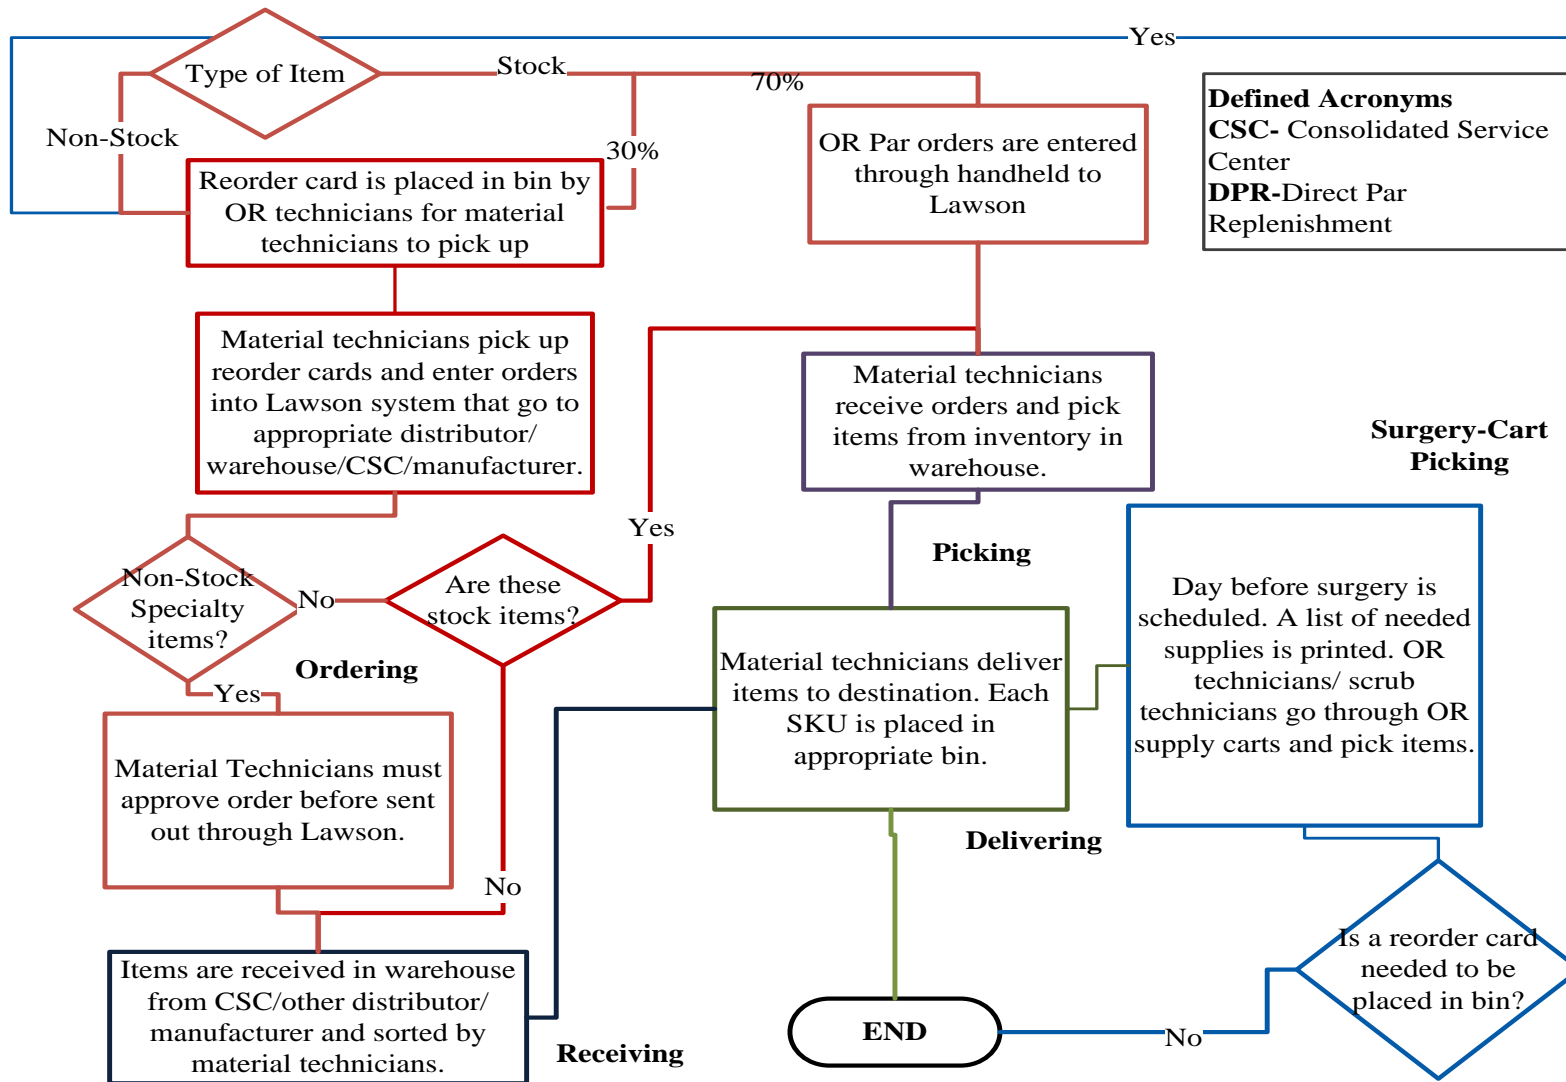 Yes
Type of Item
Stock
70%
Non-Stock
30%
Defined Acronyms
CSC- Consolidated Service
Center
DPR-Direct Par
Replenishment
OR Par orders are entered
through handheld to
Lawson
Reorder card is placed in bin by
OR technicians for material
technicians to pick up
Material technicians pick up
reorder cards and enter orders
into Lawson system that go to
appropriate distributor/
warehouse/CSC/manufacturer.
Material technicians
receive orders and pick
items from inventory in
warehouse.
Surgery-Cart
Picking
Yes
Picking
Non-Stock
Specialty
items?
No
Are these
stock items?
Ordering
Yes
Day before surgery is
scheduled. A list of needed
supplies is printed. OR
technicians/ scrub
technicians go through OR
supply carts and pick items.
Material technicians deliver
items to destination. Each
SKU is placed in
appropriate bin.
Material Technicians must
approve order before sent
out through Lawson.
Delivering
No
Is a reorder card
needed to be
placed in bin?
Items are received in warehouse
from CSC/other distributor/
manufacturer and sorted by
material technicians.
Receiving
END
No